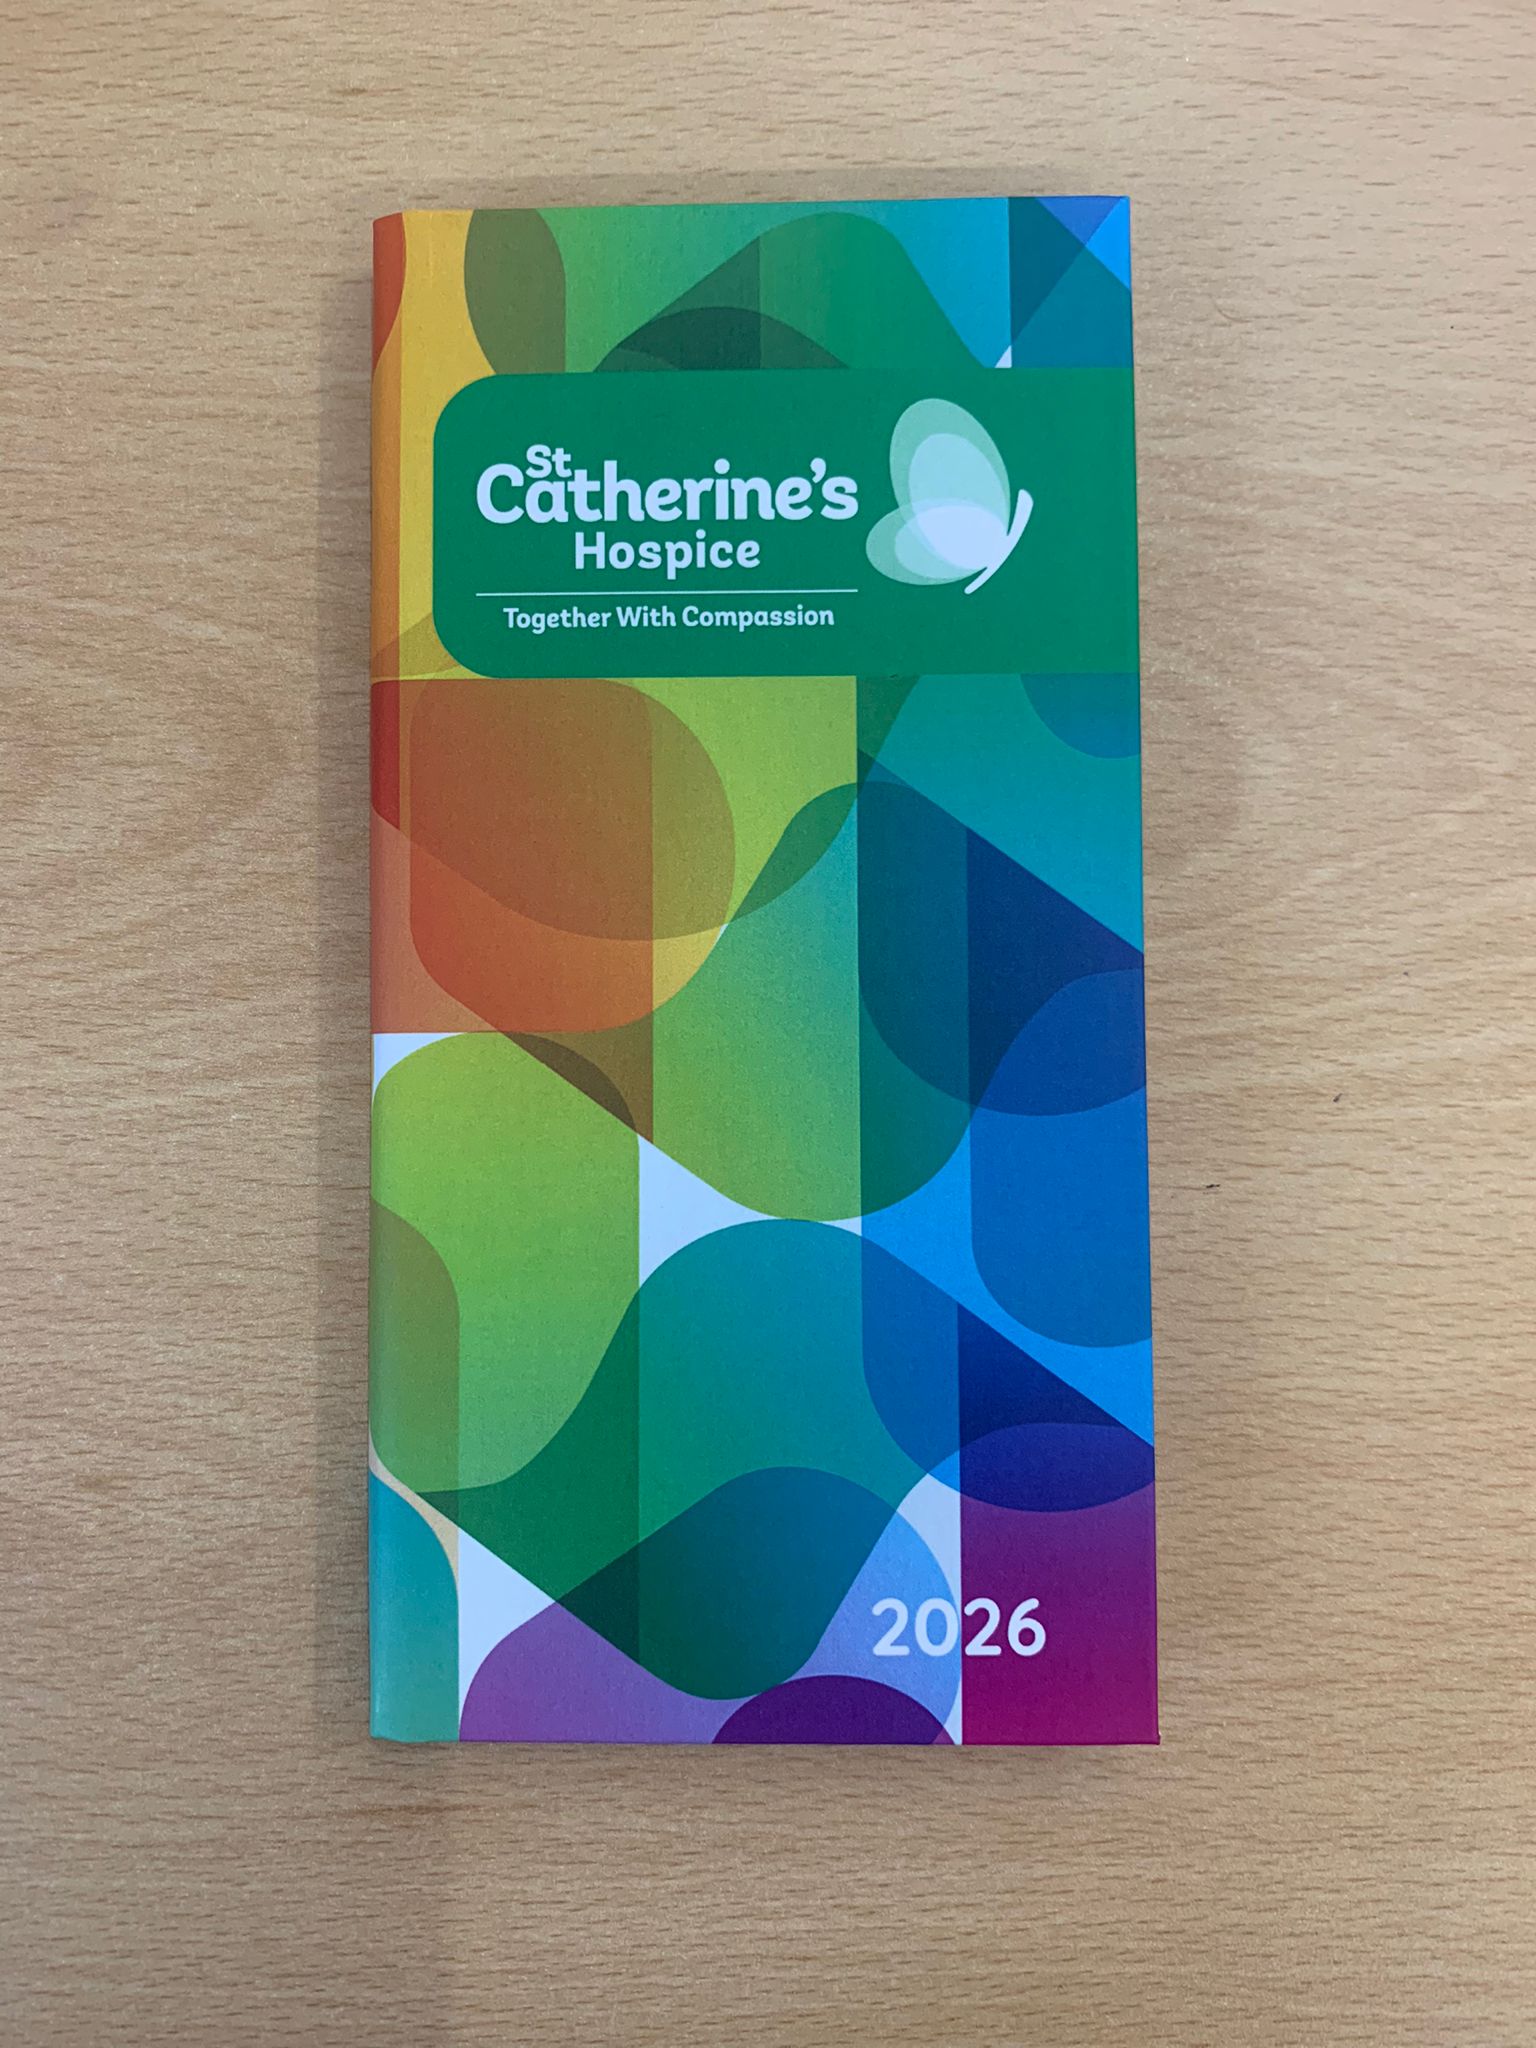 St
Catherine's
Hospice
Together With Compassion
2026